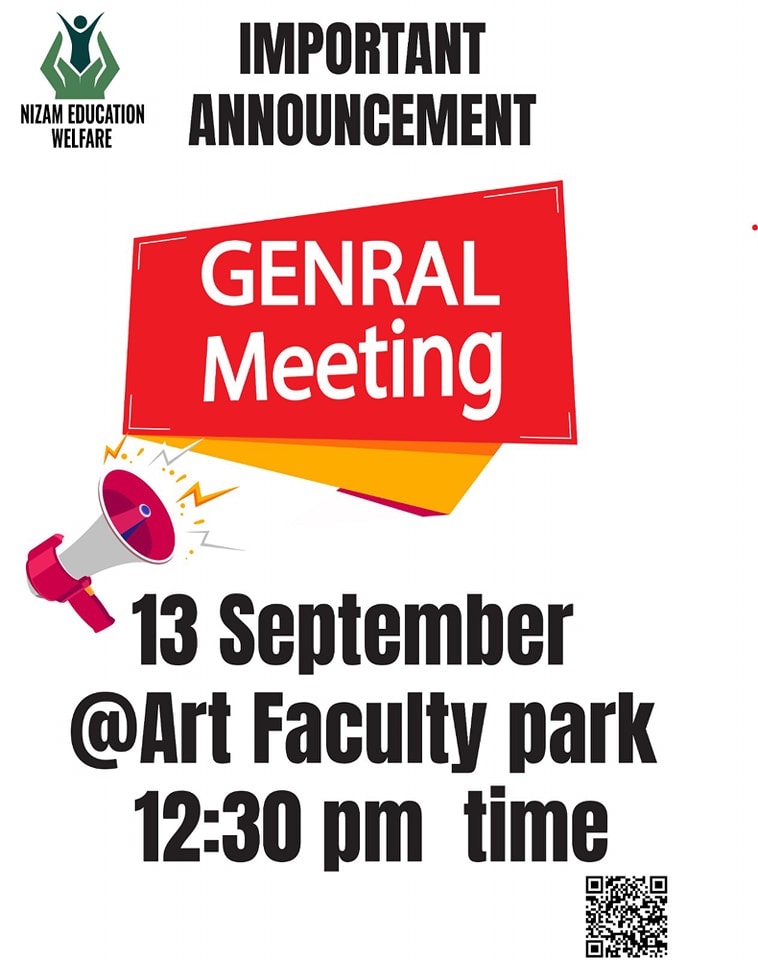 NIZAM EDUCATION
WELFARE
IMPORTANT
ANNOUNCEMENT
GENRAL
Meeting
13 September
@Art Faculty park
12:30 pm time